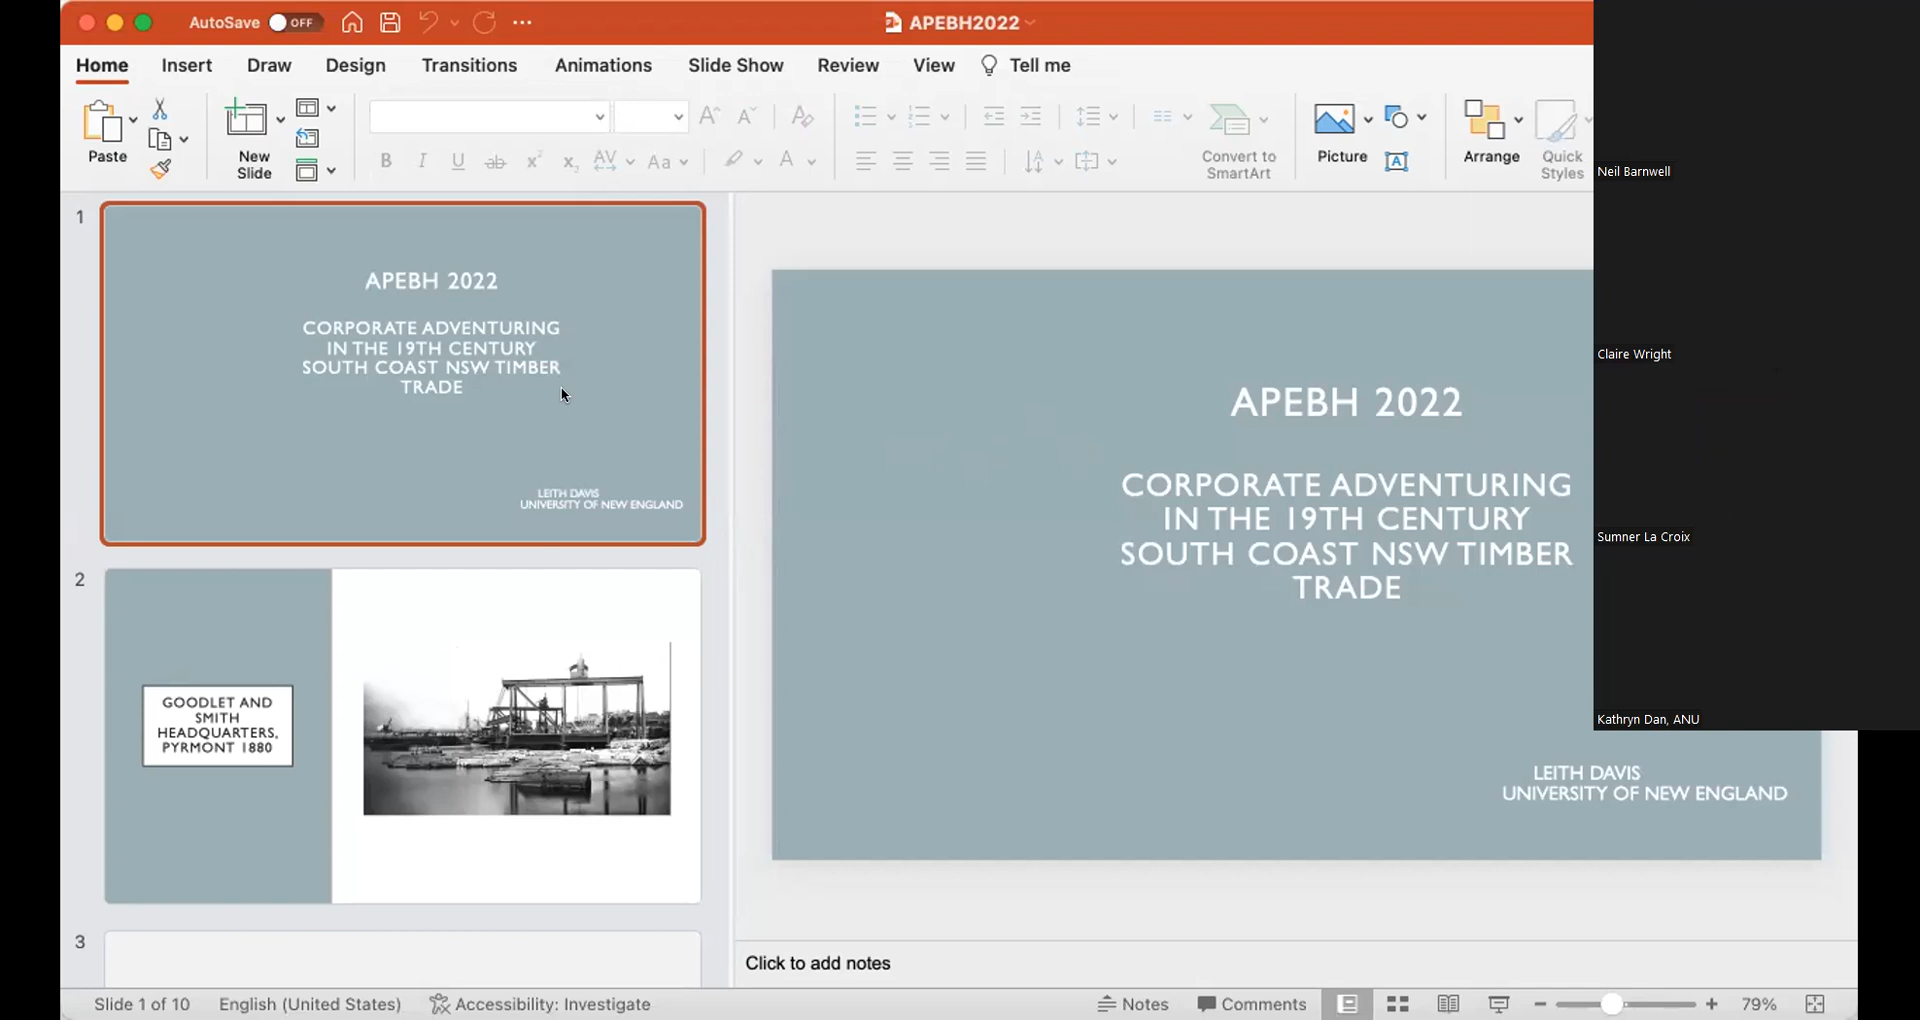 AutoSave OFF
APEBH2022
Home Insert Draw Design Transitions Animations Slide Show Review View Tell me
Paste
New
Slide
Convert to
SmartArt
Picture
Arrange
Quick
Styles
1
APEBH 2022
CORPORATE ADVENTURING
IN THE 19TH CENTURY
SOUTH COAST NSW TIMBER
TRADE
LEITH DAVIS
UNIVERSITY OF NEW ENGLAND
2
GOODLET AND
SMITH
HEADQUARTERS,
PYRMONT 1880
3
APEBH 2022
CORPORATE ADVENTURING
IN THE 19TH CENTURY
SOUTH COAST NSW TIMBER
TRADE
LEITH DAVIS
UNIVERSITY OF NEW ENGLAND
Neil Barnwell
Claire Wright
Sumner La Croix
Kathryn Dan, ANU
Click to add notes
Slide 1 of 10 English (United States) Accessibility: Investigate Notes Comments 79%